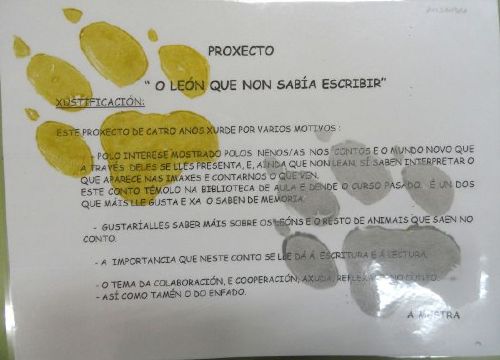 PROXECTO
" O LEÓN QUE NON SABÍA ESCRIBIR"
XUSTIFICACIÓN:
ESTE PROXECTO DE CATRO ANOS XURDE POR VARIOS MOTIVOS :
- POLO INTERESE MOSTRADO POLOS NENOS/AS NOS CONTOS E O MUNDO NOVO QUE
A TRAVÉS DELES SE LLES PRESENTA, E, AÍNDA QUE NON LEAN, SÍ SABEN INTERPRETAR O
QUE APARECE NAS IMAXES E CONTARNOS O QUE VEN.
ESTE CONTO TÉMOLO NA BIBLIOTECA DE AULA E DENDE O CURSO PASADO. É UN DOS
QUE MÁIS LLE GUSTA E XA O SABEN DE MEMORIA.
- GUSTARÍALLES SABER MÁIS SOBRE OS LEÓNS E O RESTO DE ANIMAIS QUE SAEN NO
CONTO.
- A IMPORTANCIA QUE NESTE CONTO SE LLE DÁ Á ESCRITURA E Á LECTURA.
- O TEMA DA COLABORACIÓN, E COOPERACIÓN, AXUDA, NO CONTO.
- ASÍ COMO TAMÉN O DO ENFADO.
A MESTRA